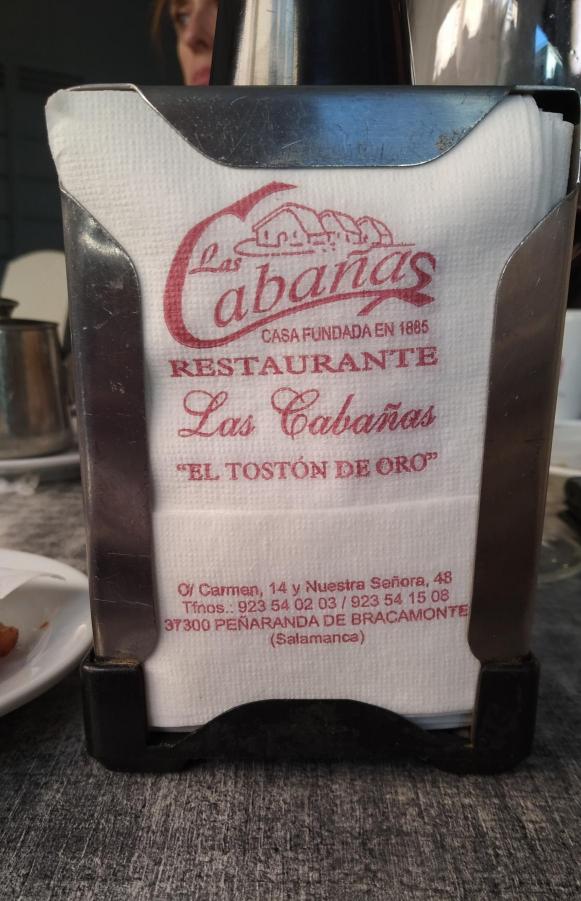 Las
Cabañas
CASA FUNDADA EN 1885
RESTAURANTE
Las Cabañas
“EL TOSTÓN DE ORO”
C/ Carmen, 14 y Nuestra Señora, 48
Tfnos.: 923 54 02 03 / 923 54 15 08
37300 PEÑARANDA DE BRACAMONTE
(Salamanca)